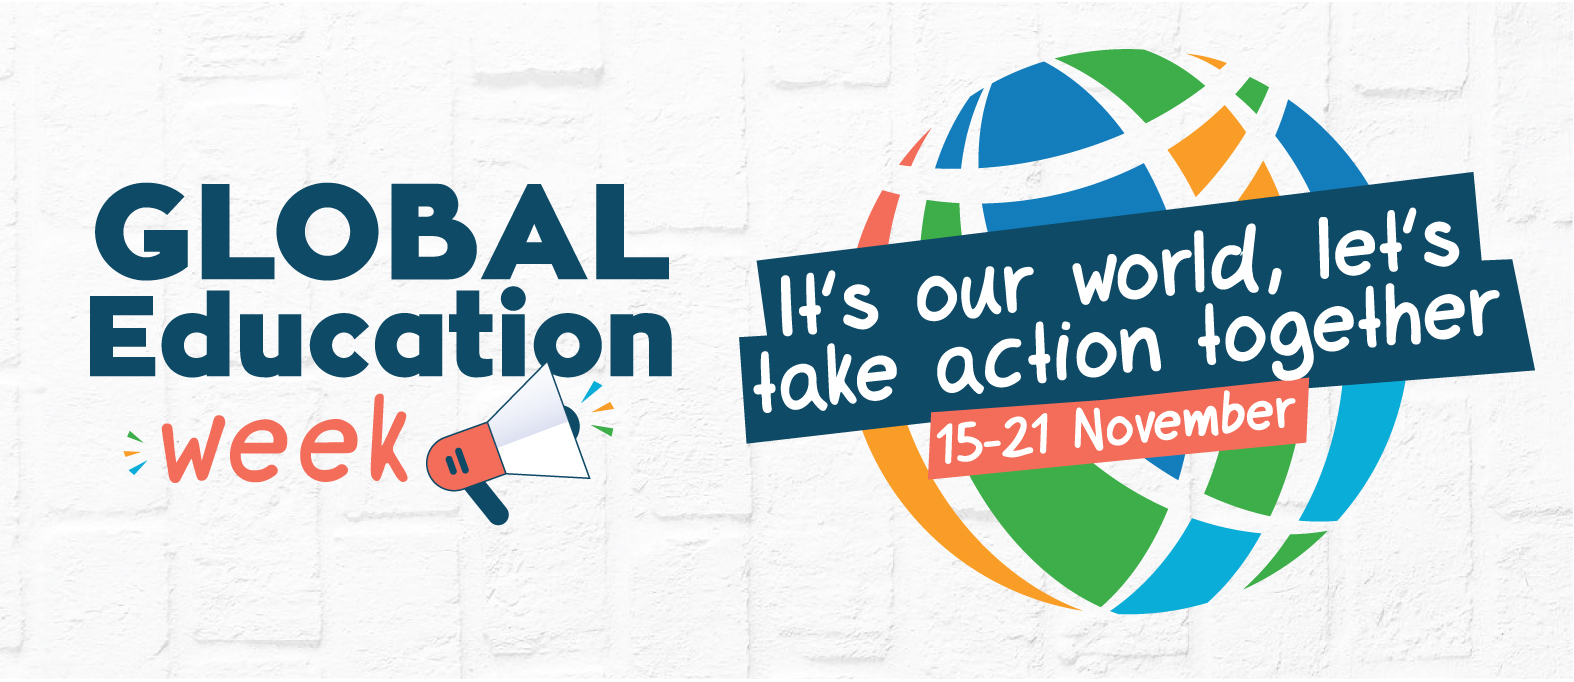 GLOBAL
Education
week
It's our world, let's
take action together
15-21 November